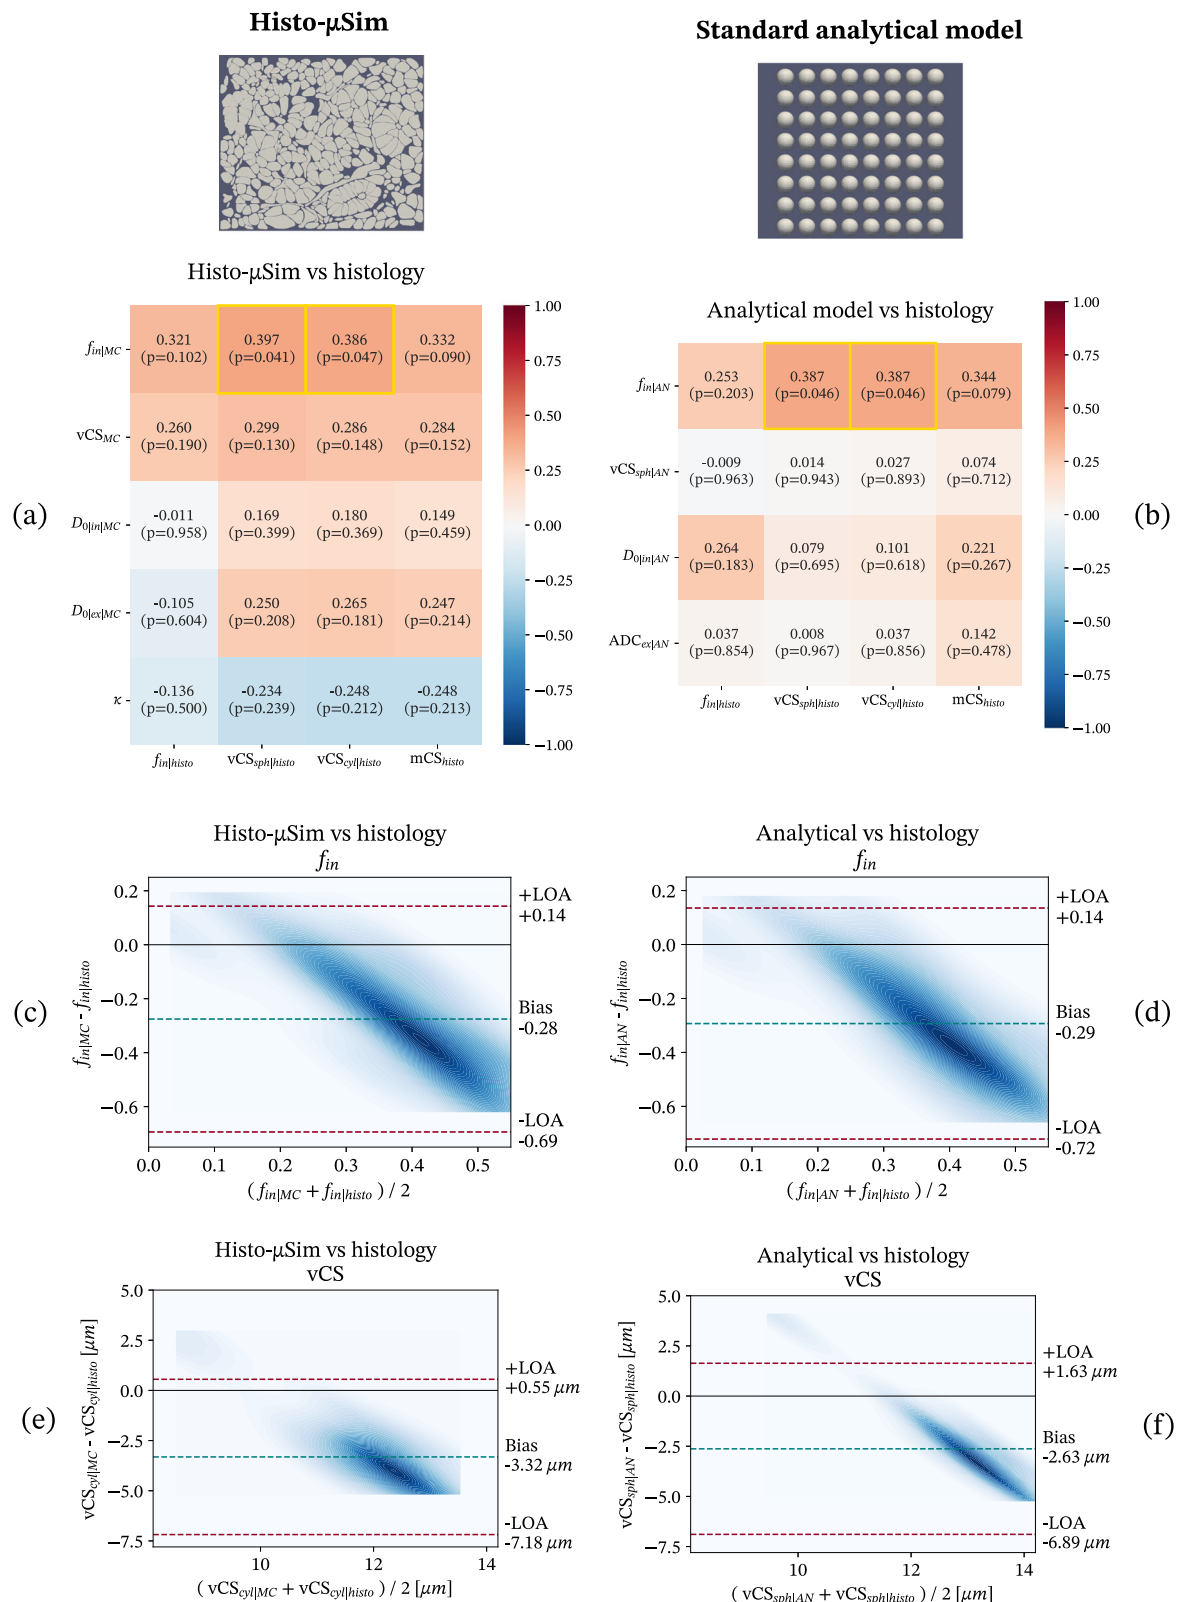 Histo-μSim
Standard analytical model
Histo-μSim vs histology
f_in|MC
0.321 0.397 0.386 0.332
(p=0.102) (p=0.041) (p=0.047) (p=0.090)
vCS_MC
0.260 0.299 0.286 0.284
(p=0.190) (p=0.130) (p=0.148) (p=0.152)
D_0|in|MC
-0.011 0.169 0.180 0.149
(p=0.958) (p=0.399) (p=0.369) (p=0.459)
D_0|ex|MC
-0.105 0.250 0.265 0.247
(p=0.604) (p=0.208) (p=0.181) (p=0.214)
κ
-0.136 -0.234 -0.248 -0.248
(p=0.500) (p=0.239) (p=0.212) (p=0.213)
f_in|histo vCS_sph|histo vCS_cyl|histo mCS_histo
1.00
0.75
0.50
0.25
0.00
−0.25
−0.50
−0.75
−1.00
(a)
Analytical model vs histology
f_in|AN
0.253 0.387 0.387 0.344
(p=0.203) (p=0.046) (p=0.046) (p=0.079)
vCS_sph|AN
-0.009 0.014 0.027 0.074
(p=0.963) (p=0.943) (p=0.893) (p=0.712)
D_0|in|AN
0.264 0.079 0.101 0.221
(p=0.183) (p=0.695) (p=0.618) (p=0.267)
ADC_ex|AN
0.037 0.008 0.037 0.142
(p=0.854) (p=0.967) (p=0.856) (p=0.478)
f_in|histo vCS_sph|histo vCS_cyl|histo mCS_histo
1.00
0.75
0.50
0.25
0.00
−0.25
−0.50
−0.75
−1.00
(b)
Histo-μSim vs histology
f_in
(c)
f_in|MC - f_in|histo
0.2
0.0
−0.2
−0.4
−0.6
+LOA
+0.14
Bias
-0.28
-LOA
-0.69
0.0 0.1 0.2 0.3 0.4 0.5
( f_in|MC + f_in|histo ) / 2
Analytical vs histology
f_in
f_in|AN - f_in|histo
0.2
0.0
−0.2
−0.4
−0.6
+LOA
+0.14
Bias
-0.29
-LOA
-0.72
0.0 0.1 0.2 0.3 0.4 0.5
( f_in|AN + f_in|histo ) / 2
(d)
Histo-μSim vs histology
vCS
(e)
vCS_cyl|MC - vCS_cyl|histo [μm]
5.0
2.5
0.0
−2.5
−5.0
−7.5
+LOA
+0.55 μm
Bias
-3.32 μm
-LOA
-7.18 μm
10 12 14
( vCS_cyl|MC + vCS_cyl|histo ) / 2 [μm]
Analytical vs histology
vCS
vCS_sph|AN - vCS_sph|histo [μm]
5.0
2.5
0.0
−2.5
−5.0
−7.5
+LOA
+1.63 μm
Bias
-2.63 μm
-LOA
-6.89 μm
10 12 14
( vCS_sph|AN + vCS_sph|histo ) / 2 [μm]
(f)